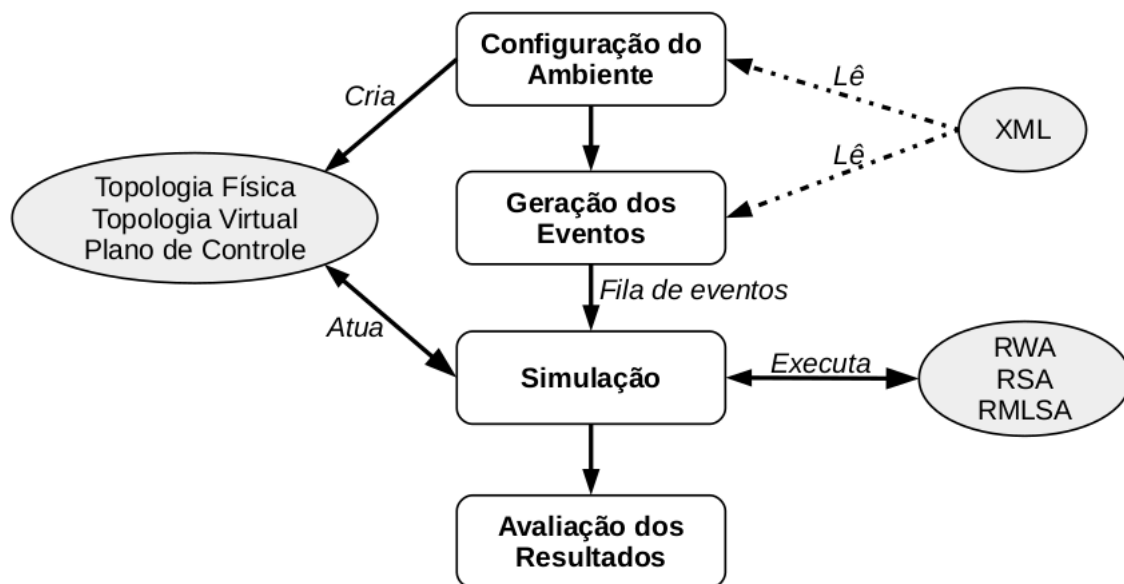 Configuração do
Ambiente
Cria
Lê
XML
Lê
Topologia Física
Topologia Virtual
Plano de Controle
Geração dos
Eventos
Fila de eventos
Atua
Simulação
Executa
RWA
RSA
RMLSA
Avaliação dos
Resultados